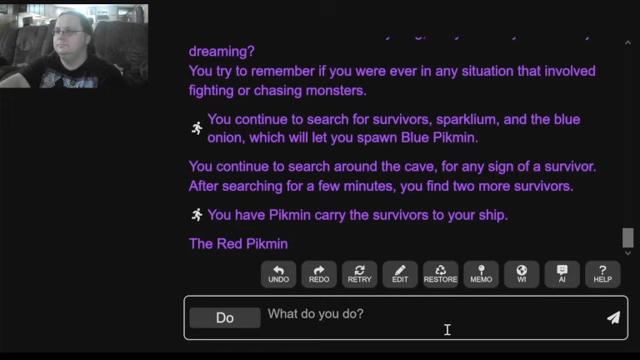 dreaming?
You try to remember if you were ever in any situation that involved
fighting or chasing monsters.
You continue to search for survivors, sparklium, and the blue
onion, which will let you spawn Blue Pikmin.
You continue to search around the cave, for any sign of a survivor.
After searching for a few minutes, you find two more survivors.
You have Pikmin carry the survivors to your ship.
The Red Pikmin
UNDO REDO RETRY EDIT RESTORE MEMO WI AI HELP
Do What do you do?